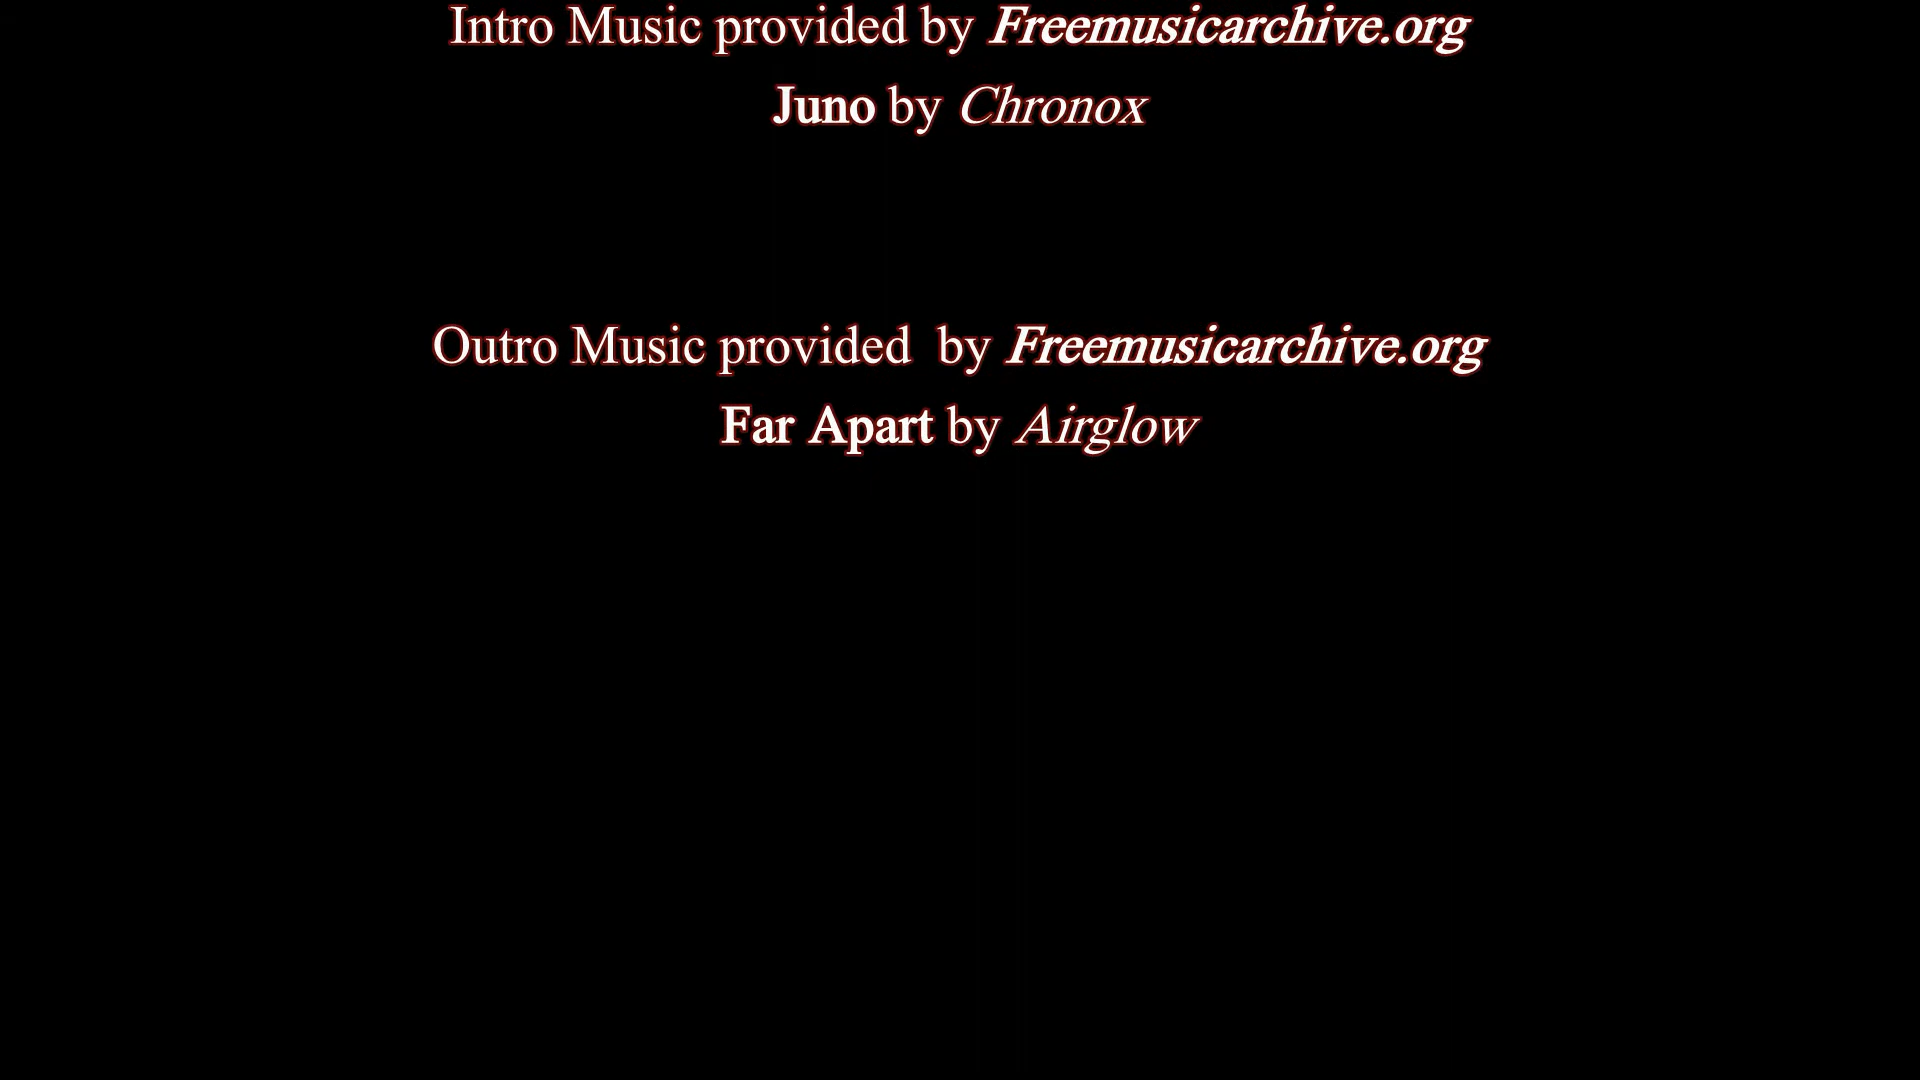 Intro Music provided by Freemusicarchive.org
Juno by Chronox
Outro Music provided  by Freemusicarchive.org
Far Apart by Airglow